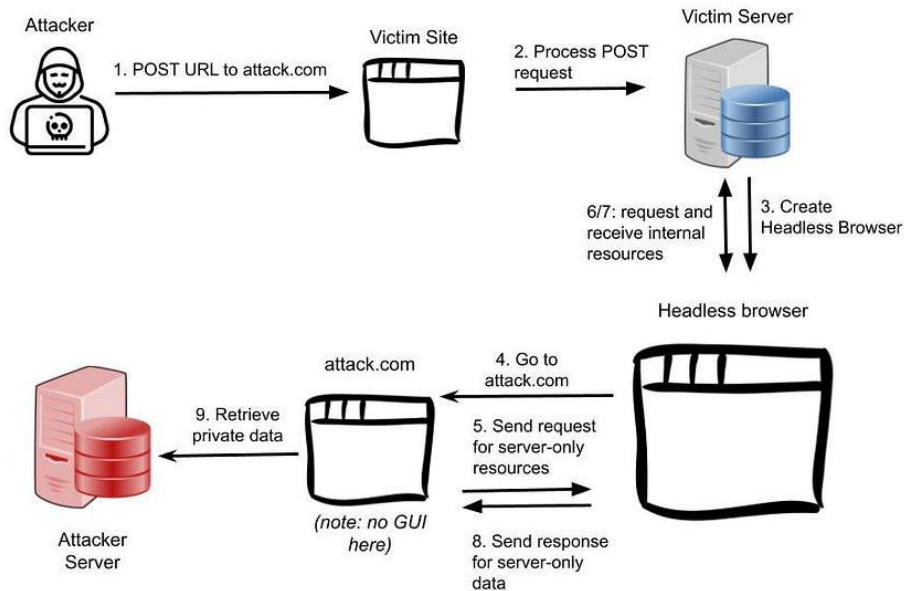 Attacker
1. POST URL to attack.com
Victim Site
2. Process POST
request
Victim Server
6/7: request and
receive internal
resources
3. Create
Headless Browser
Headless browser
4. Go to
attack.com
attack.com
5. Send request
for server-only
resources
(note: no GUI
here)
8. Send response
for server-only
data
9. Retrieve
private data
Attacker
Server